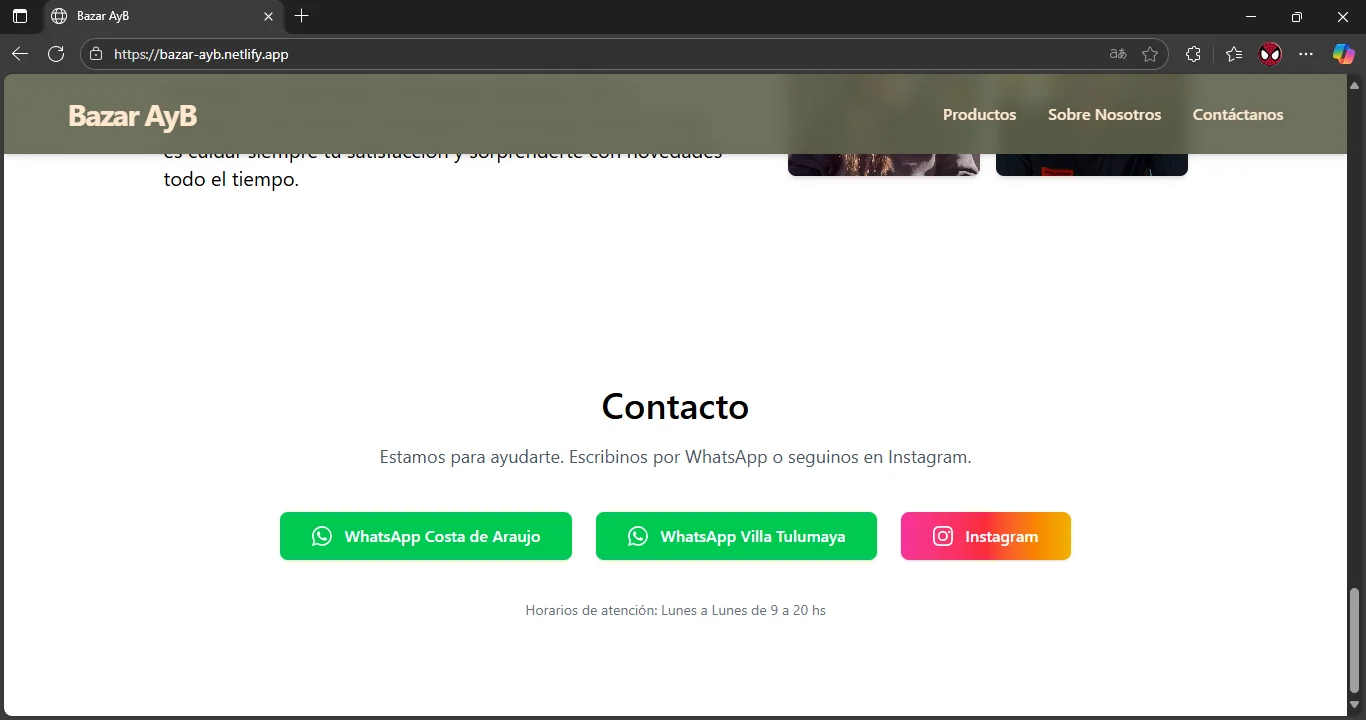 Bazar AyB
https://bazar-ayb.netlify.app
Bazar AyB
Productos
Sobre Nosotros
Contáctanos
es cuidar siempre tu satisfacción y sorprenderte con novedades
todo el tiempo.
Contacto
Estamos para ayudarte. Escribinos por WhatsApp o seguinos en Instagram.
WhatsApp Costa de Araujo
WhatsApp Villa Tulumaya
Instagram
Horarios de atención: Lunes a Lunes de 9 a 20 hs